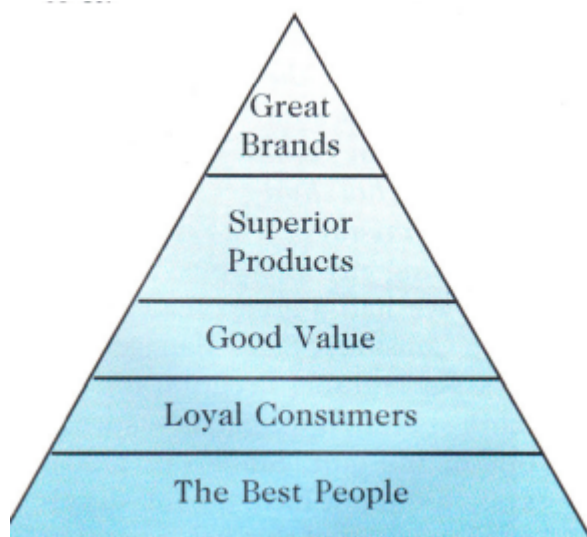 Great
Brands
Superior
Products
Good Value
Loyal Consumers
The Best People